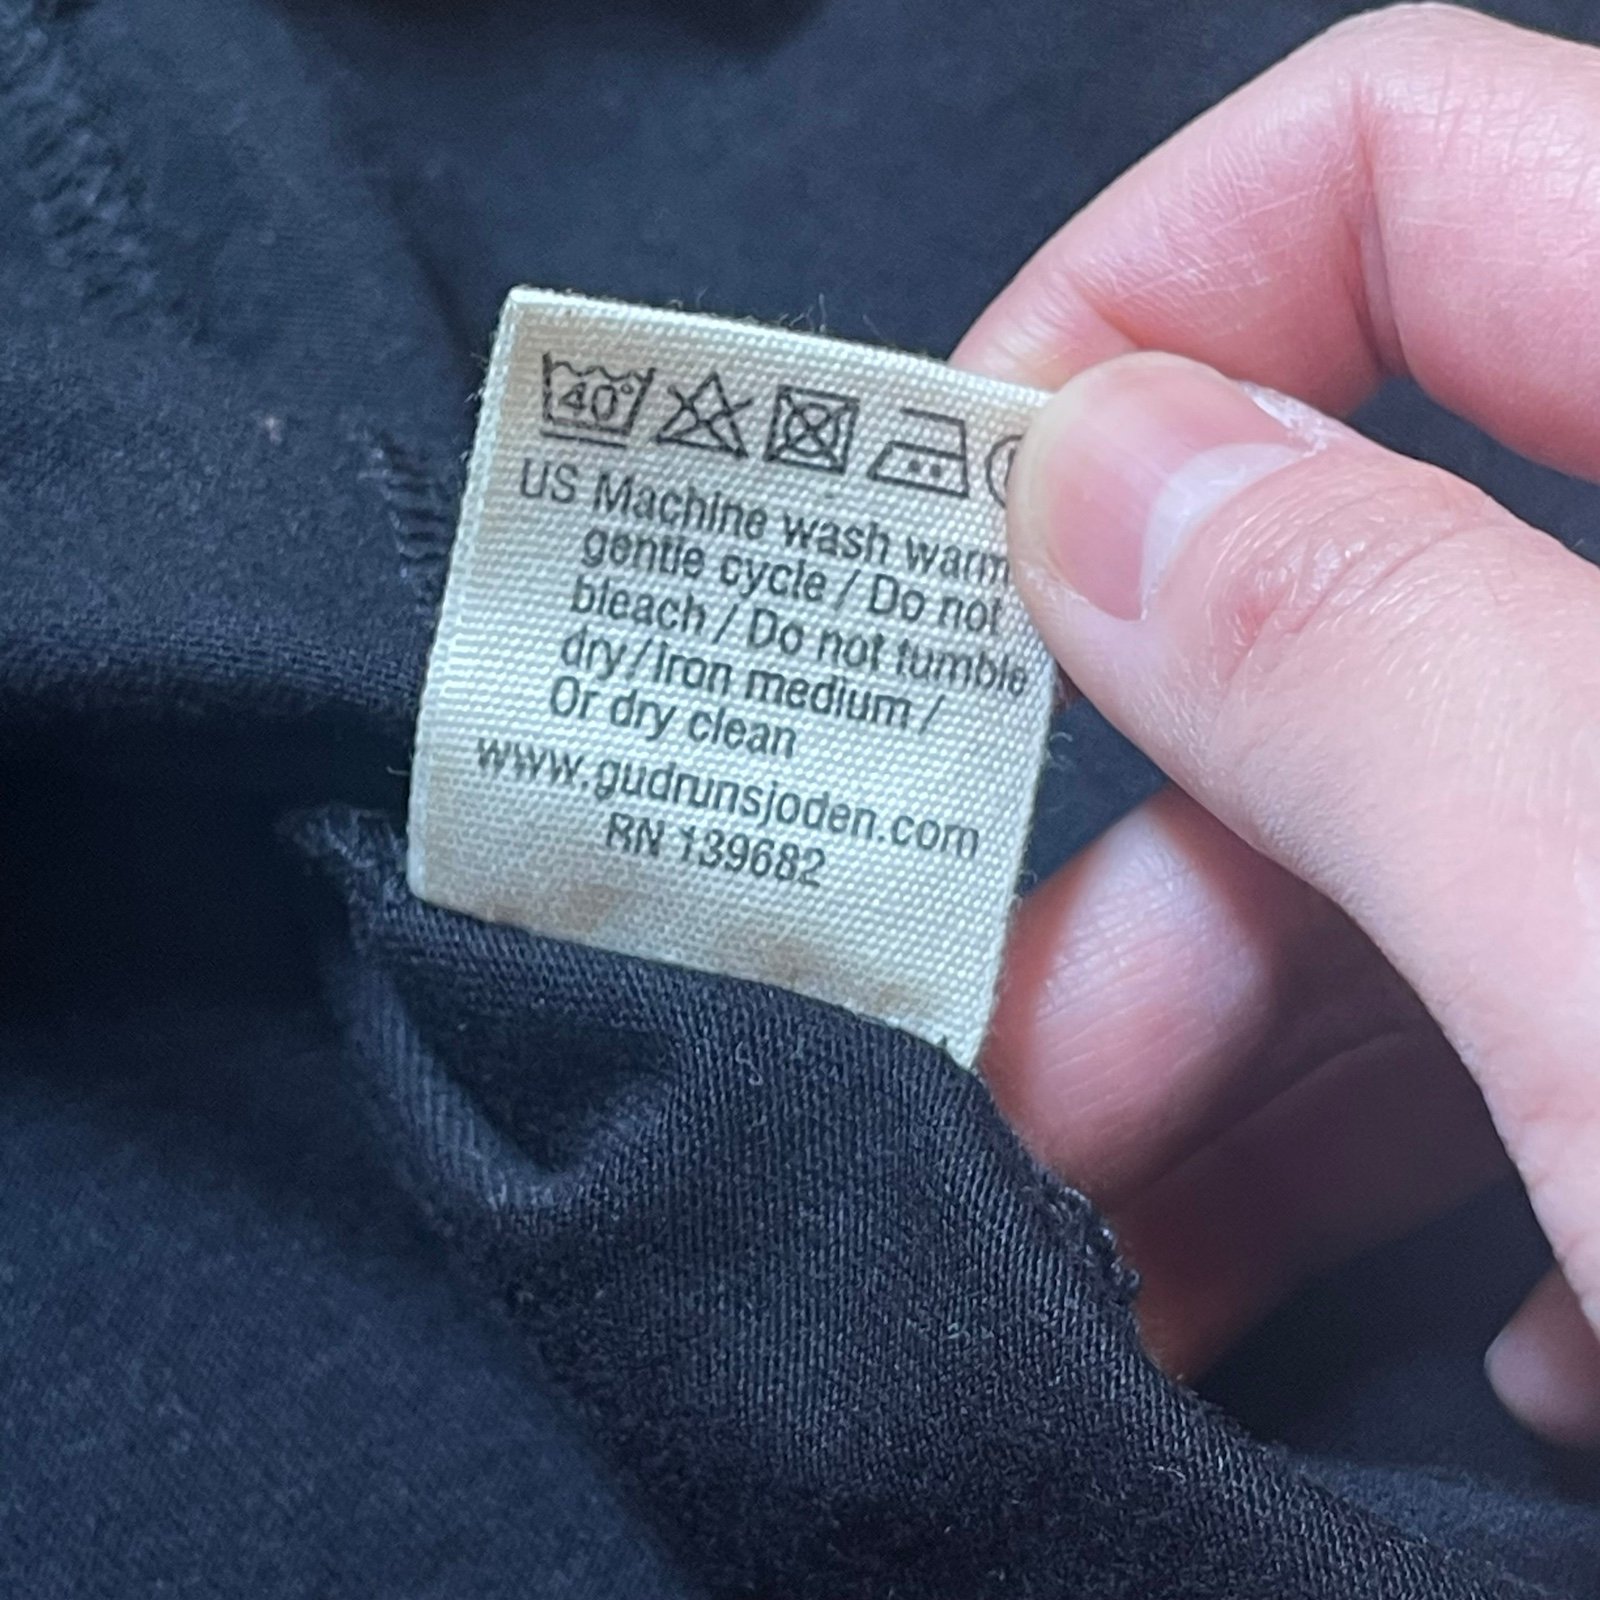 40°
US Machine wash warm
gentle cycle / Do not
bleach / Do not tumble
dry / iron medium /
Or dry clean
www.gudrunsjoden.com
RN 139682